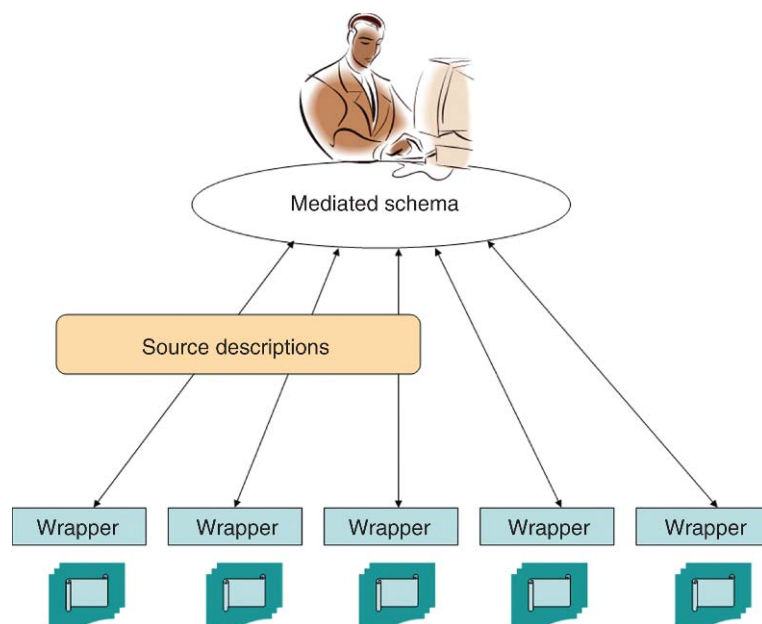 Mediated schema
Source descriptions
Wrapper
Wrapper
Wrapper
Wrapper
Wrapper